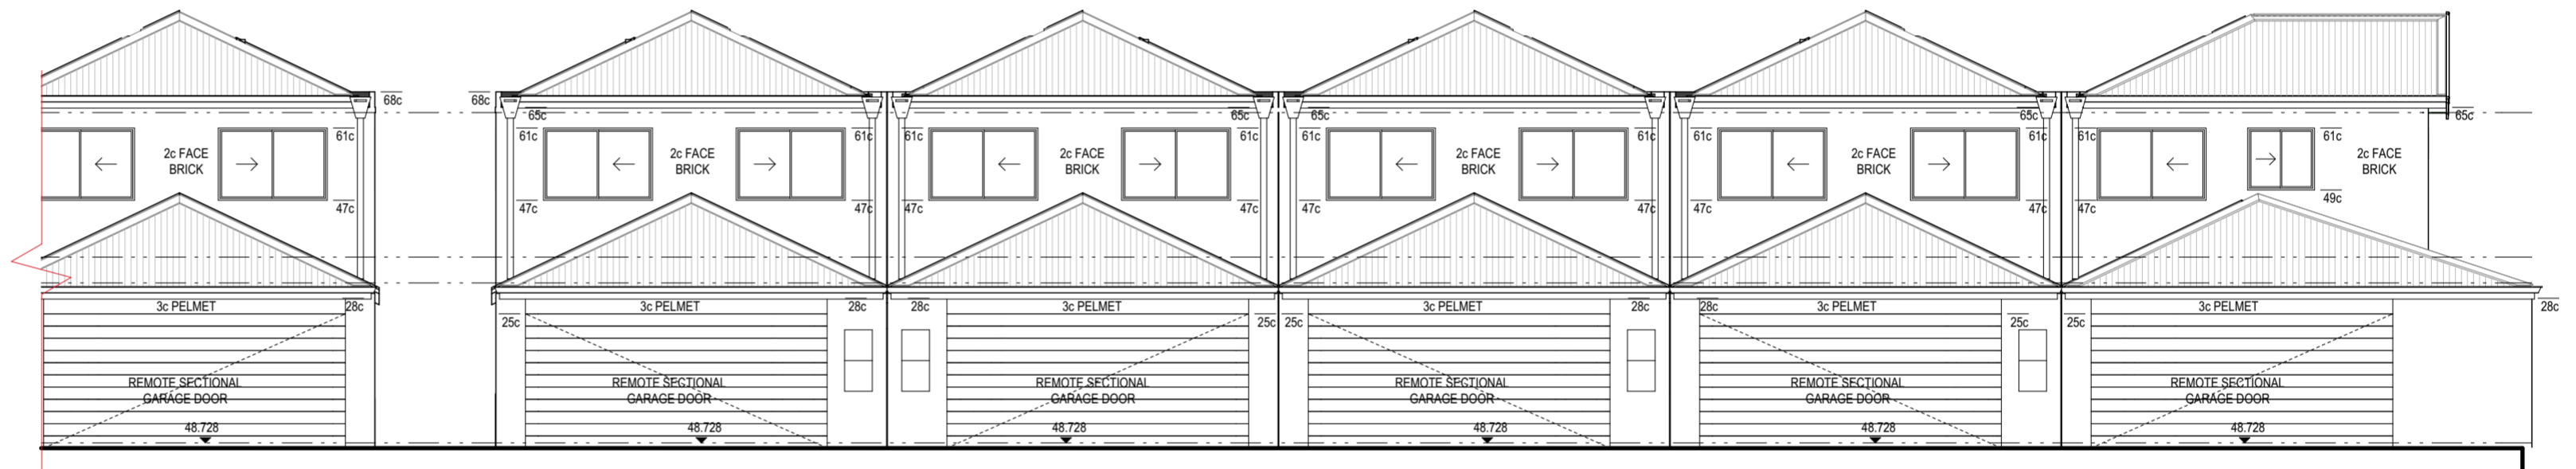 68c
68c
65c
65c
65c
65c
65c
61c
61c
61c
61c
61c
61c
61c
61c
61c
61c
61c
61c
2c FACE
BRICK
2c FACE
BRICK
2c FACE
BRICK
2c FACE
BRICK
2c FACE
BRICK
2c FACE
BRICK
47c
47c
47c
47c
47c
47c
47c
47c
47c
47c
47c
49c
3c PELMET
28c
3c PELMET
28c
28c
3c PELMET
3c PELMET
28c
28c
3c PELMET
3c PELMET
28c
25c
25c
25c
25c
25c
REMOTE SECTIONAL
GARAGE DOOR
REMOTE SECTIONAL
GARAGE DOOR
REMOTE SECTIONAL
GARAGE DOOR
REMOTE SECTIONAL
GARAGE DOOR
REMOTE SECTIONAL
GARAGE DOOR
REMOTE SECTIONAL
GARAGE DOOR
48.728
48.728
48.728
48.728
48.728
48.728